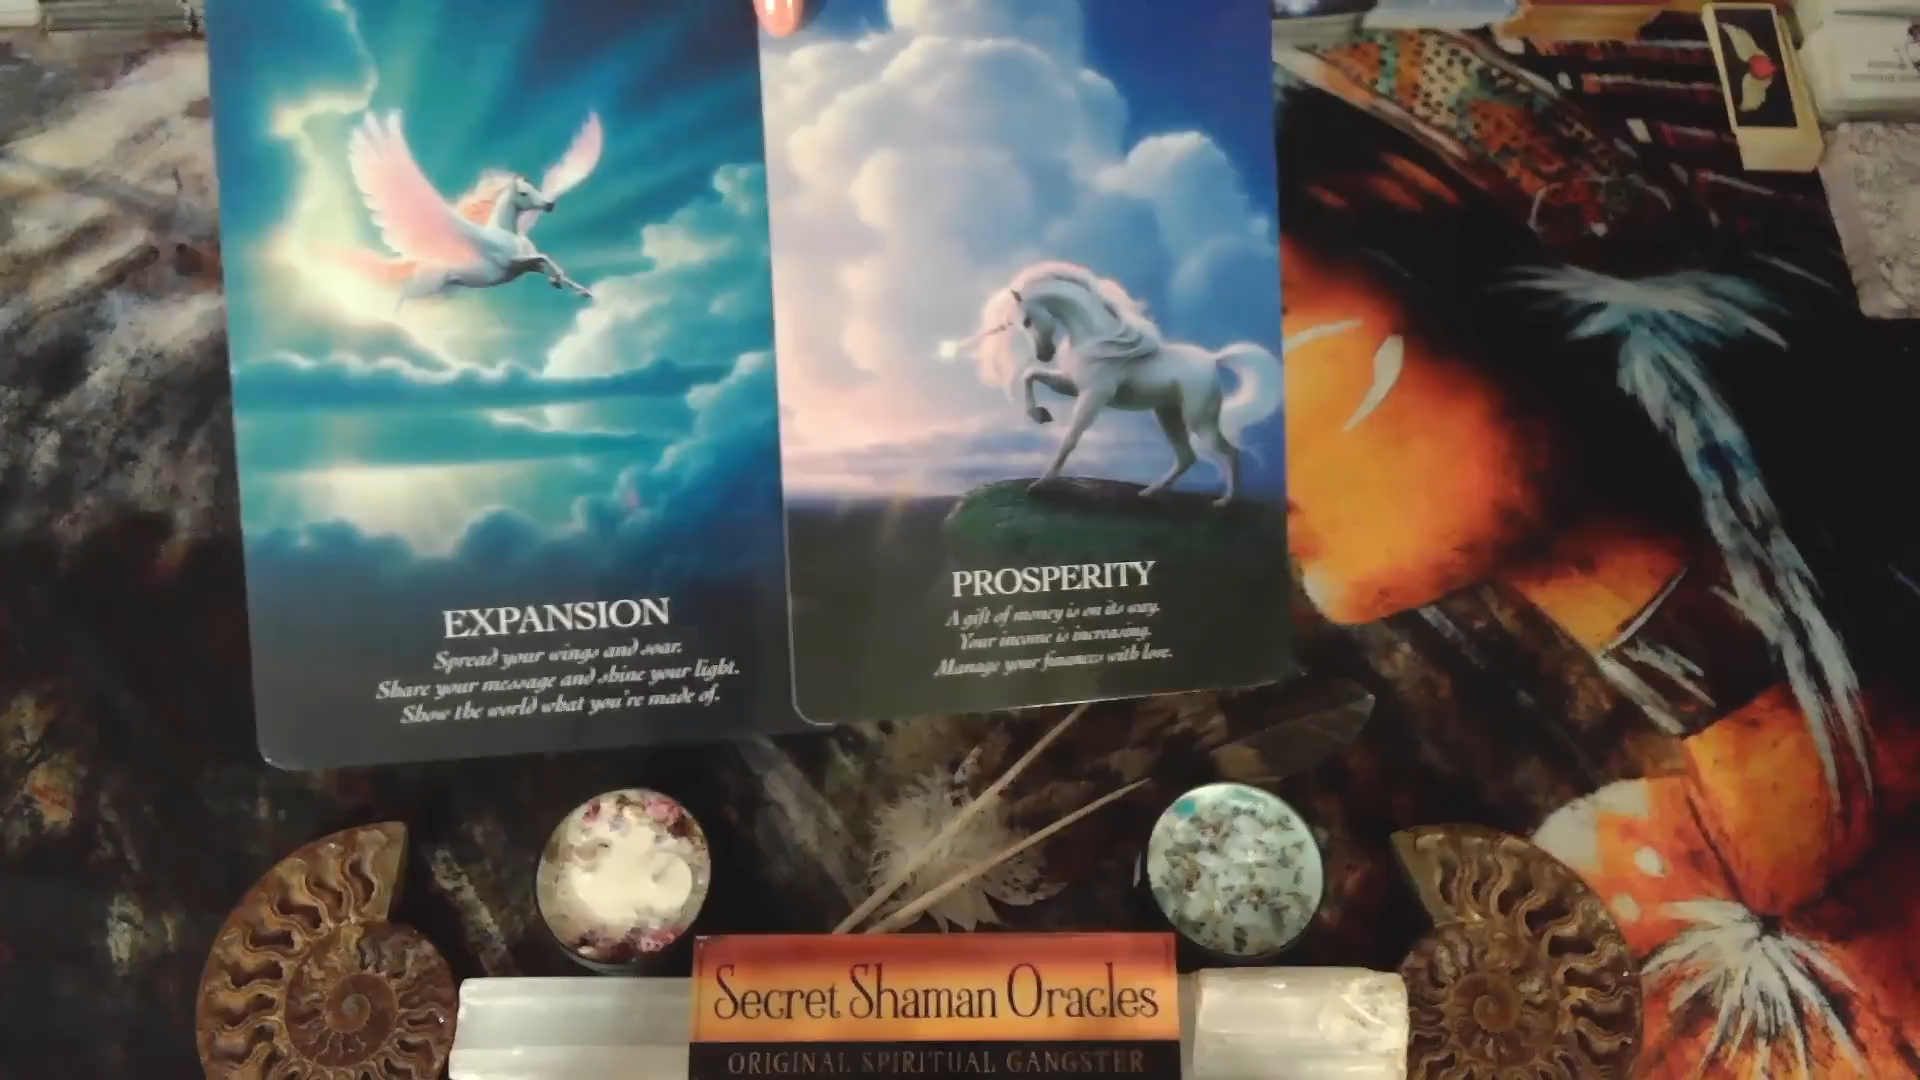 EXPANSION
Spread your wings and soar.
Share your message and shine your light.
Show the world what you're made of.
PROSPERITY
A gift of money is on its way.
Your income is increasing.
Manage your finances with love.
Secret Shaman Oracles
ORIGINAL SPIRITUAL GANGSTER